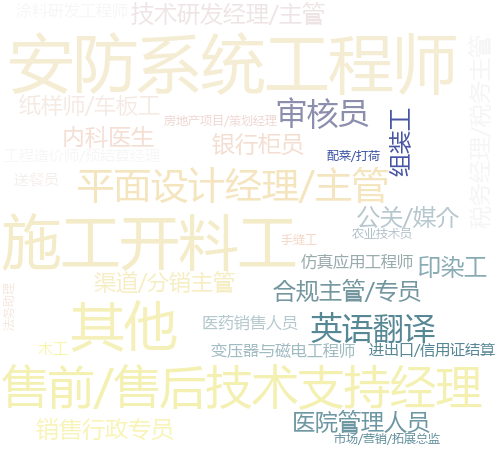 涂料研发工程师
技术研发经理/主管
安防系统工程师
税务经理/税务主管
纸样师/车板工
审核员
房地产项目/策划经理
组装工
内科医生
银行柜员
工程造价师/预结算经理
配菜/打荷
送餐员
平面设计经理/主管
公关/媒介
施工开料工
农业技术员
手缝工
仿真应用工程师
印染工
渠道/分销主管
合规主管/专员
其他
医药销售人员
英语翻译
木工
变压器与磁电工程师
进出口/信用证结算
售前/售后技术支持经理
销售行政专员
医院管理人员
市场/营销/拓展总监